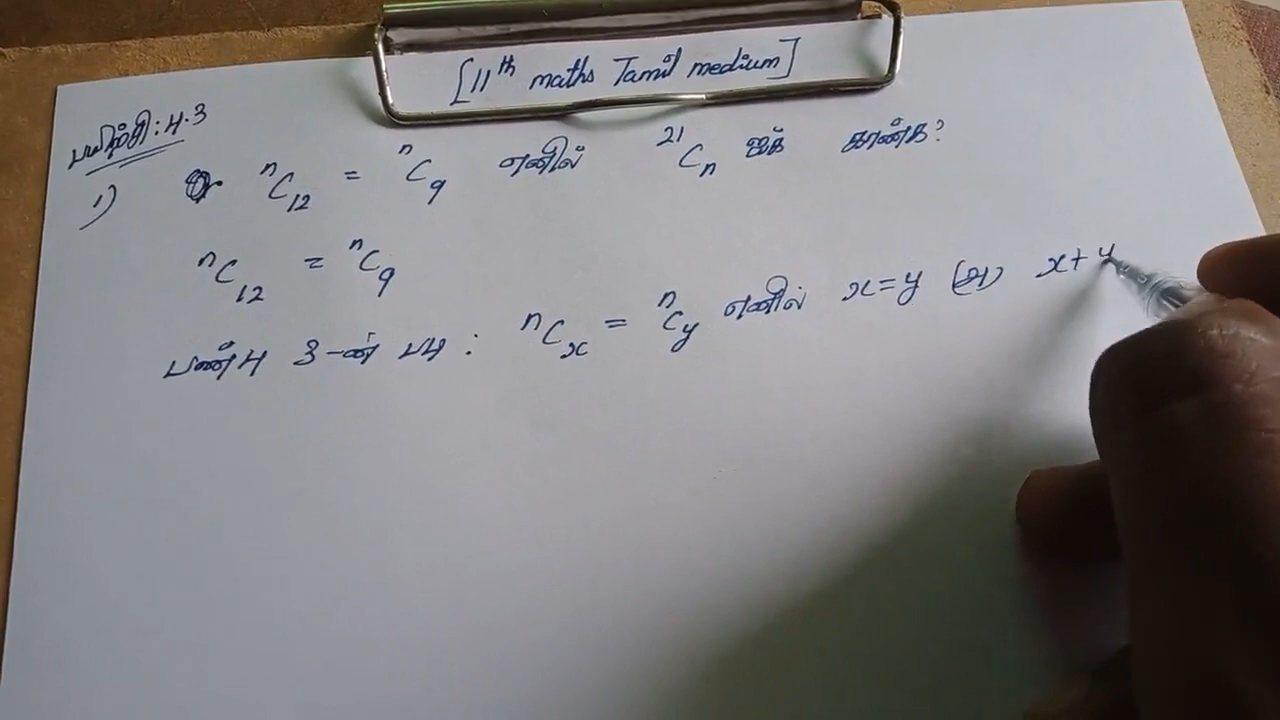 [11th maths Tamil medium]
பயிற்சி : 4.3
1) ⁿC₁₂ = ⁿC₉ எனில் ²¹Cₙ ஐக் காண்க?
ⁿC₁₂ = ⁿC₉
பண்பு 3-ன் படி : ⁿCₓ = ⁿCy எனில் x=y (அ) x+y